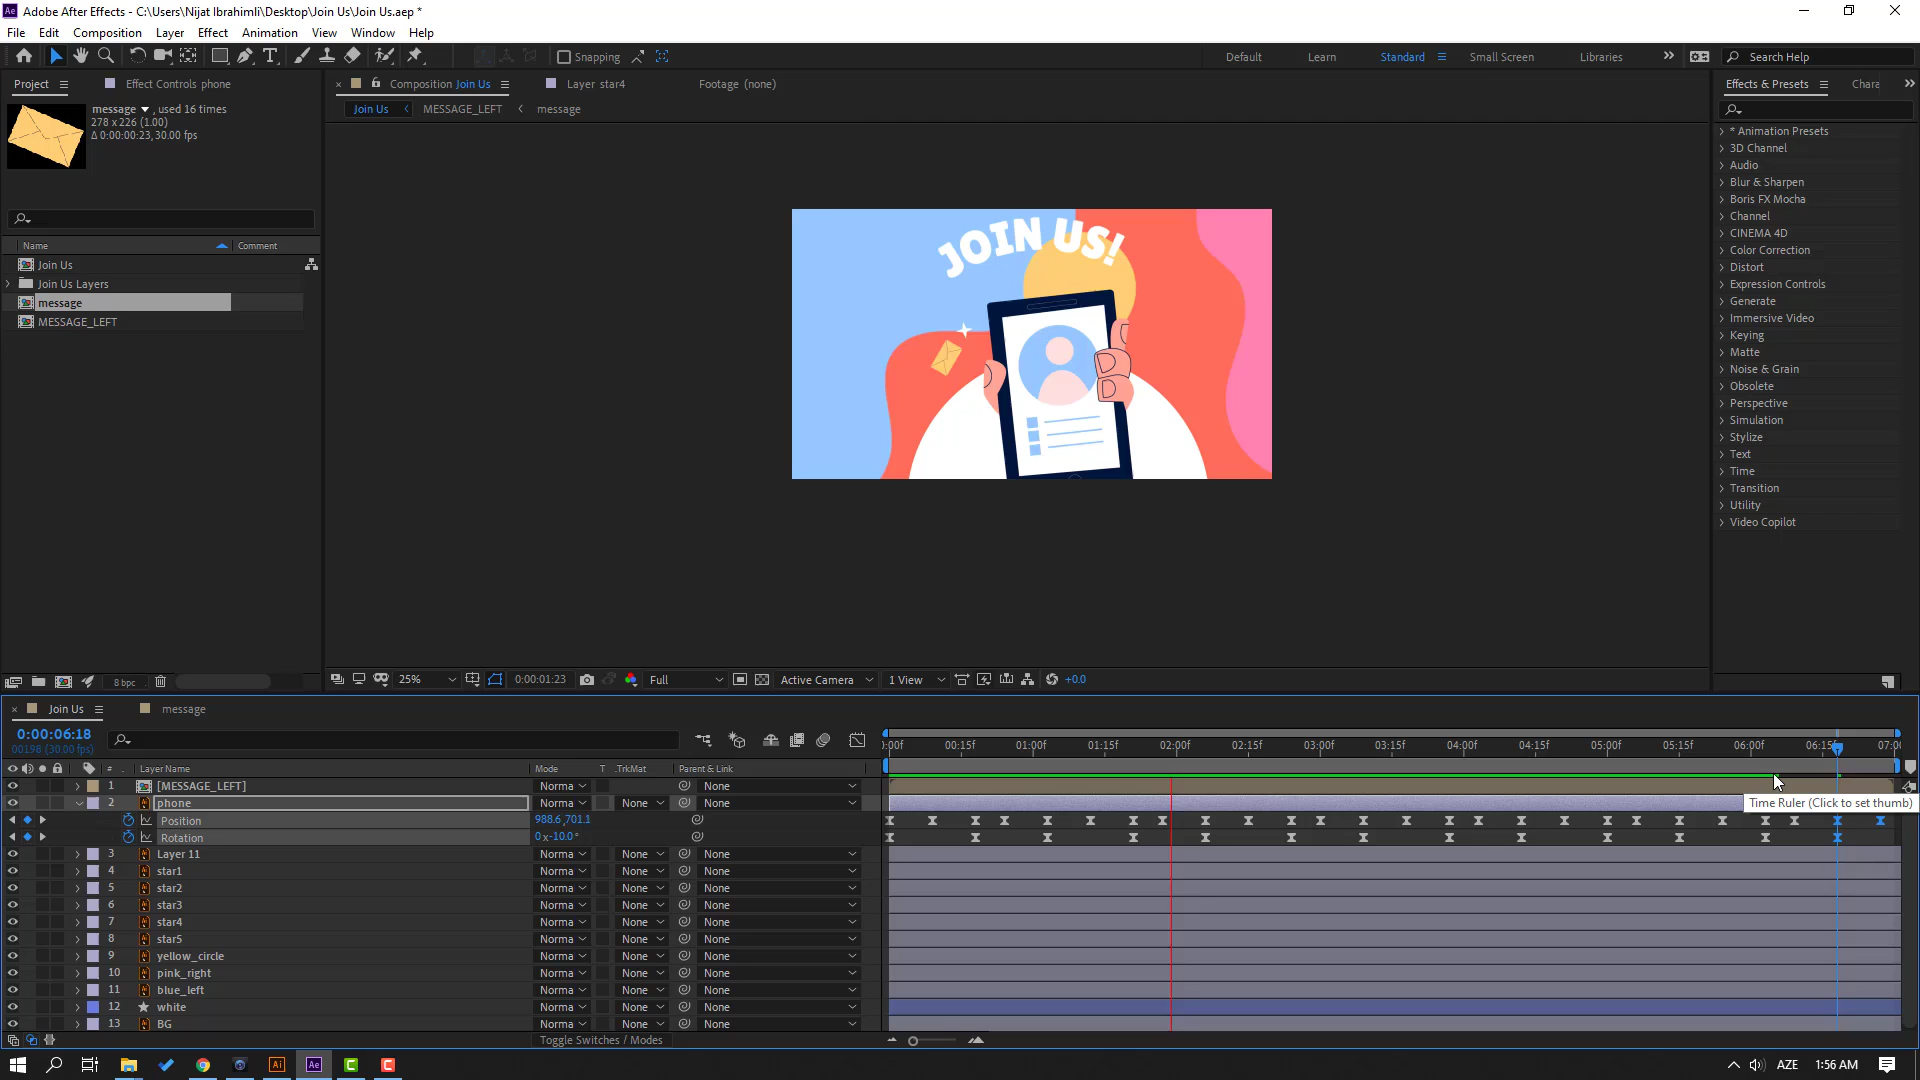 Adobe After Effects - C:\Users\Nijat Ibrahimli\Desktop\Join Us\Join Us.aep *
File Edit Composition Layer Effect Animation View Window Help
Snapping
Default Learn Standard Small Screen Libraries
Search Help
Project
Effect Controls phone
Composition Join Us
Layer star4
Footage (none)
Effects & Presets
Chara
message , used 16 times
278 x 226 (1.00)
Δ 0:00:00:23, 30.00 fps
Join Us MESSAGE_LEFT message
* Animation Presets
3D Channel
Audio
Blur & Sharpen
Boris FX Mocha
Channel
CINEMA 4D
Color Correction
Distort
Expression Controls
Generate
Immersive Video
Keying
Matte
Noise & Grain
Obsolete
Perspective
Simulation
Stylize
Text
Time
Transition
Utility
Video Copilot
Name Comment
Join Us
Join Us Layers
message
MESSAGE_LEFT
JOIN US!
8 bpc
25% 0:00:01:23 Full Active Camera 1 View +0.0
Join Us message
0:00:06:18
00198 (30.00 fps)
:00f 00:15f 01:00f 01:15f 02:00f 02:15f 03:00f 03:15f 04:00f 04:15f 05:00f 05:15f 06:00f 06:15f 07:0
# Layer Name Mode T .TrkMat Parent & Link
1 [MESSAGE_LEFT] Norma None
2 phone Norma None None
Time Ruler (Click to set thumb)
Position 988.6,701.1
Rotation 0x-10.0°
3 Layer 11 Norma None None
4 star1 Norma None None
5 star2 Norma None None
6 star3 Norma None None
7 star4 Norma None None
8 star5 Norma None None
9 yellow_circle Norma None None
10 pink_right Norma None None
11 blue_left Norma None None
12 white Norma None None
13 BG Norma None None
Toggle Switches / Modes
AZE 1:56 AM